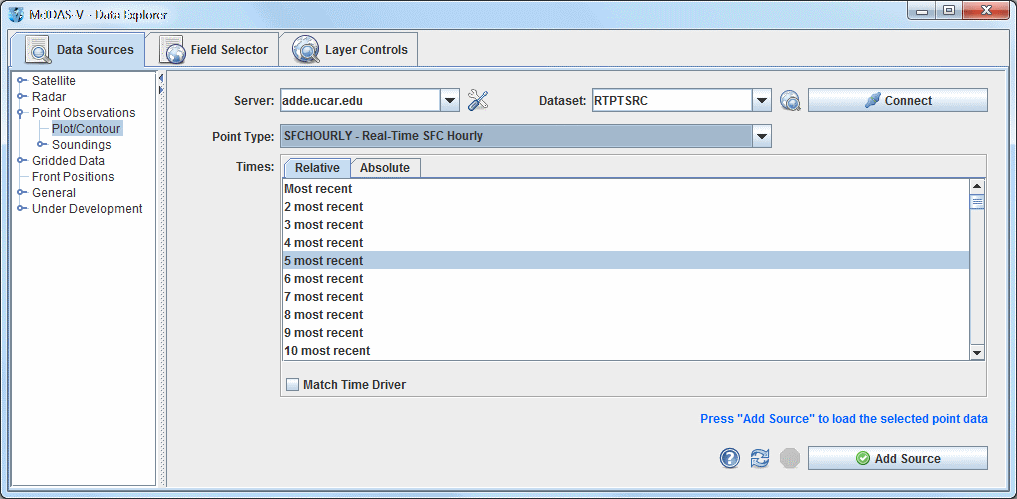 McIDAS-V - Data Explorer
Data Sources
Field Selector
Layer Controls
Satellite
Radar
Point Observations
Plot/Contour
Soundings
Gridded Data
Front Positions
General
Under Development
Server: adde.ucar.edu
Dataset: RTPTSRC
Connect
Point Type: SFCHOURLY - Real-Time SFC Hourly
Times:
Relative
Absolute
Most recent
2 most recent
3 most recent
4 most recent
5 most recent
6 most recent
7 most recent
8 most recent
9 most recent
10 most recent
Match Time Driver
Press "Add Source" to load the selected point data
?
Add Source